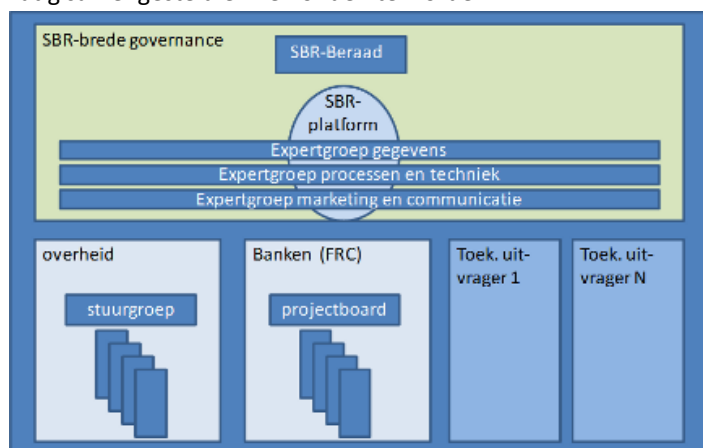 SBR-brede governance
SBR-Beraad
SBR-
platform
Expertgroep gegevens
Expertgroep processen en techniek
Expertgroep marketing en communicatie
overheid
stuurgroep
Banken (FRC)
projectboard
Toek. uit-
vrager 1
Toek. uit-
vrager N